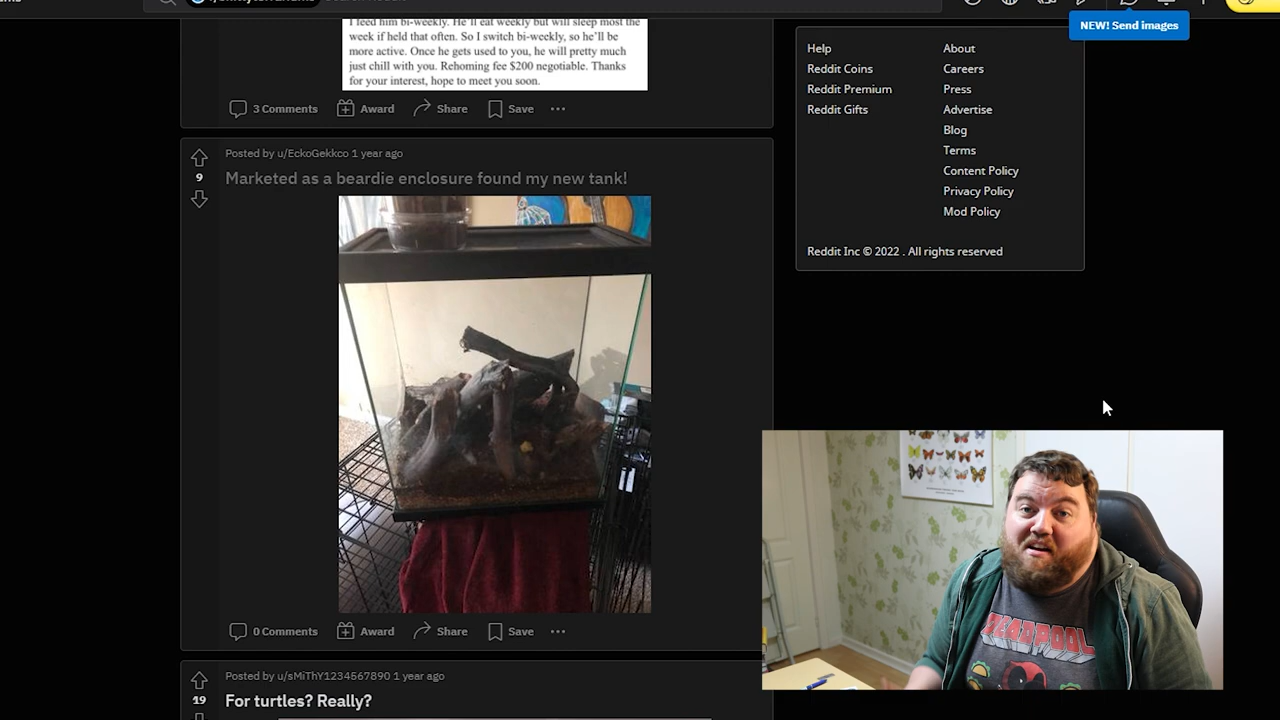 NEW! Send images
I feed him bi-weekly. He'll eat weekly but will sleep most the
week if held that often. So I switch bi-weekly, so he'll be
more active. Once he gets used to you, he will pretty much
just chill with you. Rehoming fee $200 negotiable. Thanks
for your interest, hope to meet you soon.
3 Comments Award Share Save
Posted by u/EckoGekkco 1 year ago
9
Marketed as a beardie enclosure found my new tank!
0 Comments Award Share Save
Posted by u/sMiThY1234567890 1 year ago
19
For turtles? Really?
Help
Reddit Coins
Reddit Premium
Reddit Gifts
About
Careers
Press
Advertise
Blog
Terms
Content Policy
Privacy Policy
Mod Policy
Reddit Inc © 2022 . All rights reserved
DEADPOOL